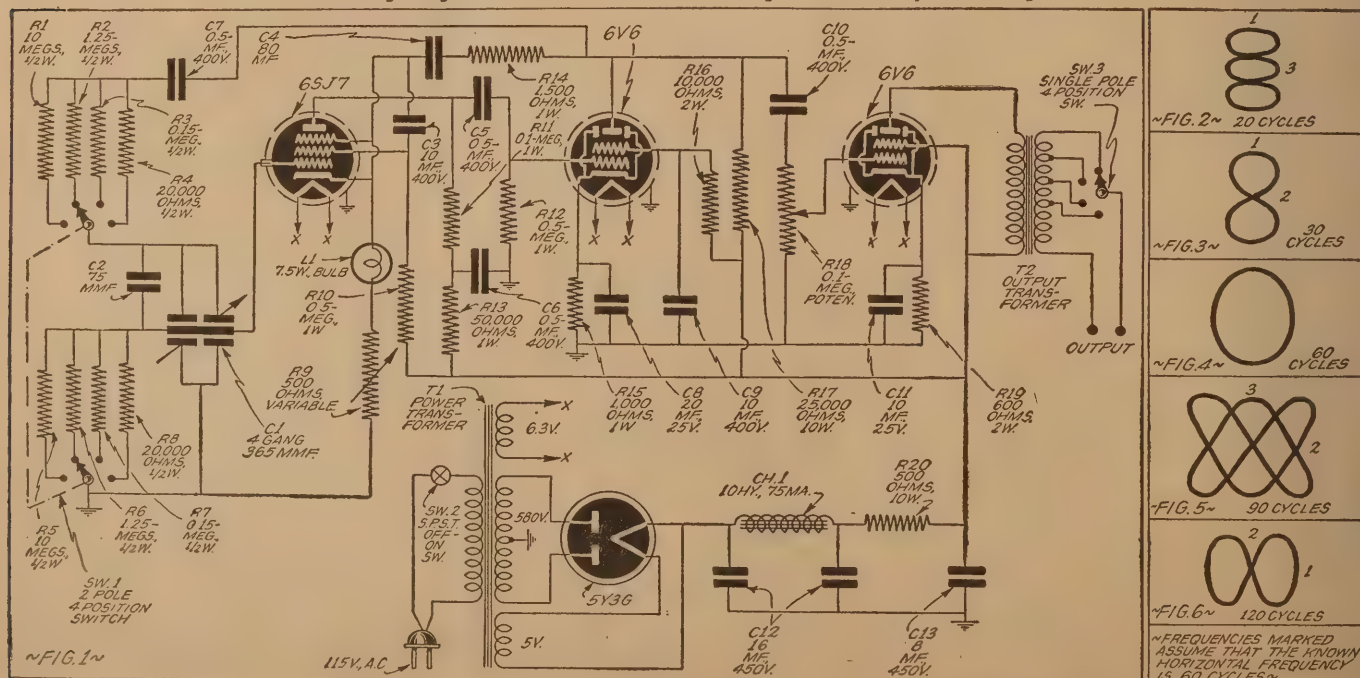 R1
10
MEGS,
1/2W.
R2
1.25-
MEGS,
1/2W.
C7
0.5-
MF,
400V.
R3
0.15-
MEG,
1/2W.
R4
20,000
OHMS,
1/2W.
C4
80
MF
6SJ7
C3
10
MF,
400V.
R14
1,500
OHMS,
1W.
R11
0.1-MEG,
1W.
C5
0.5-
MF,
400V.
6V6
R16
10,000
OHMS,
2W.
C10
0.5-
MF,
400V.
6V6
SW.3
SINGLE POLE
4 POSITION
SW.
C2
75
MMF.
L1
7.5W., BULB
R10
0.5-
MEG.,
1W
R12
0.5-
MEG,
1W.
R13
50,000
OHMS,
1W.
C6
0.5-
MF,
400V.
R18
0.1-
MEG,
POTEN.
T2
OUTPUT
TRANS-
FORMER
OUTPUT
X X
X X
X X
R9
500
OHMS,
VARIABLE
R8
20,000
OHMS,
1/2W.
C1
4 GANG
365 MMF.
R5
10
MEGS.,
1/2W
R6
1.25-
MEGS.,
1/2W.
R7
0.15-
MEG.,
1/2W.
SW.1
2 POLE
4 POSITION
SWITCH
T1
POWER
TRANS-
FORMER
R15
1,000
OHMS,
1W
C8
20
MF.
25V.
C9
10
MF.
400V.
R17
25,000
OHMS,
10W.
C11
10
MF.
25V.
R19
600
OHMS,
2W.
X
6.3V.
X
SW.2
S.P.S.T.
OFF-
ON
SW.
580V.
5Y3G
5V.
115V., A.C
CH.1
10HY, 75MA.
R20
500
OHMS,
10W.
C12
16
MF.
450V.
C13
8
MF.
450V.
~FIG.1~
1
3
~FIG.2~ 20 CYCLES
1
2
~FIG.3~ 30
CYCLES
~FIG.4~ 60
CYCLES
3
2
~FIG.5~ 90 CYCLES
2
1
~FIG.6~ 120 CYCLES
~FREQUENCIES MARKED
ASSUME THAT THE KNOWN
HORIZONTAL FREQUENCY
IS 60 CYCLES~